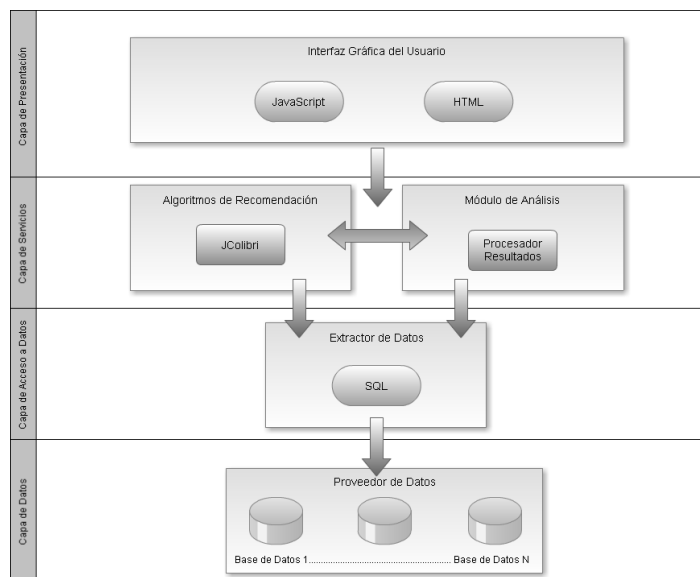 Capa de Presentación
Interfaz Gráfica del Usuario
JavaScript
HTML
Capa de Servicios
Algoritmos de Recomendación
JColibri
Módulo de Análisis
Procesador
Resultados
Capa de Acceso a Datos
Extractor de Datos
SQL
Capa de Datos
Proveedor de Datos
Base de Datos 1......................................................Base de Datos N